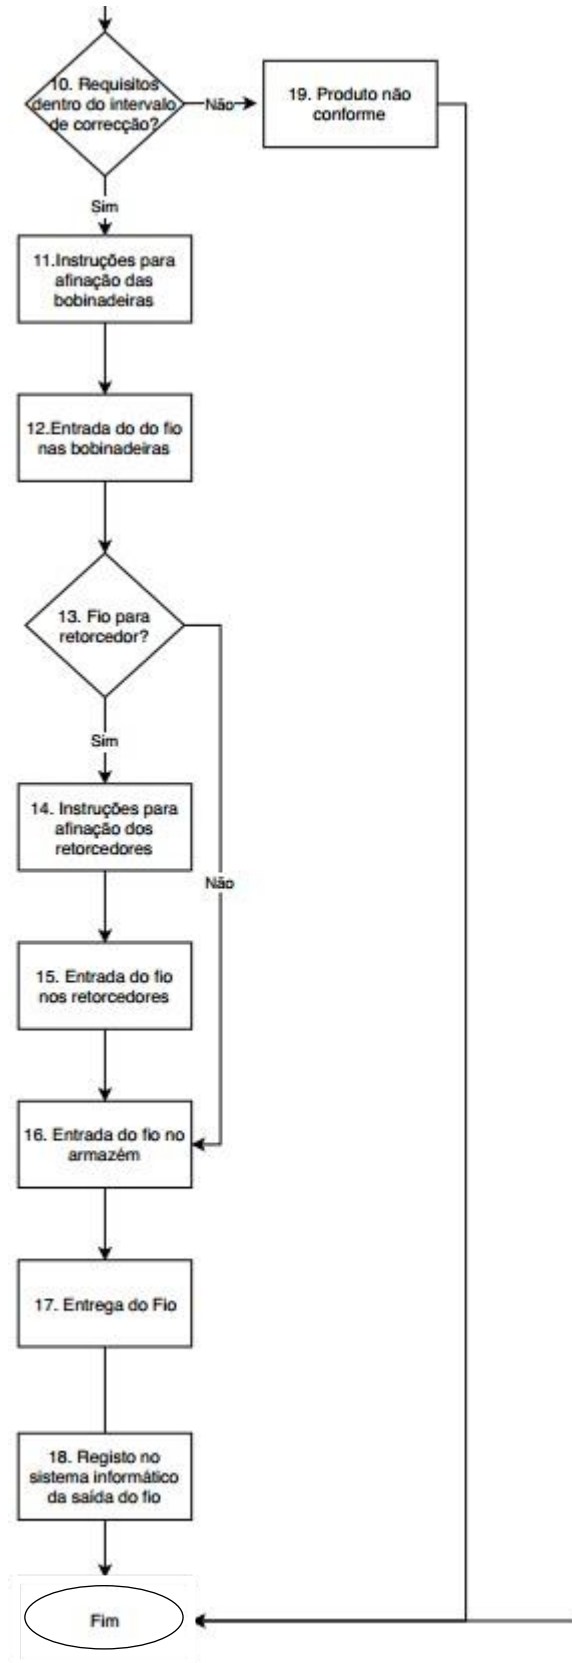 10. Requisitos
dentro do intervalo
de correcção?
Não
19. Produto não
conforme
Sim
11.Instruções para
afinação das
bobinadeiras
12.Entrada do do fio
nas bobinadeiras
13. Fio para
retorcedor?
Sim
14. Instruções para
afinação dos
retorcedores
Não
15. Entrada do fio
nos retorcedores
16. Entrada do fio no
armazém
17. Entrega do Fio
18. Registo no
sistema informático
da saída do fio
Fim